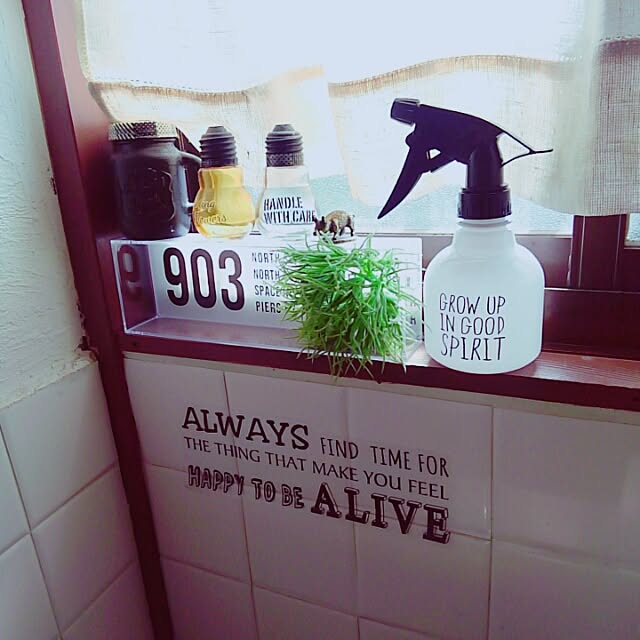 HANDLE
WITH CARE
903
NORTH
NORTH
SPACE
PIERS
GROW UP
IN GOOD
SPIRIT
ALWAYS FIND TIME FOR
THE THING THAT MAKE YOU FEEL
HAPPY TO BE ALIVE